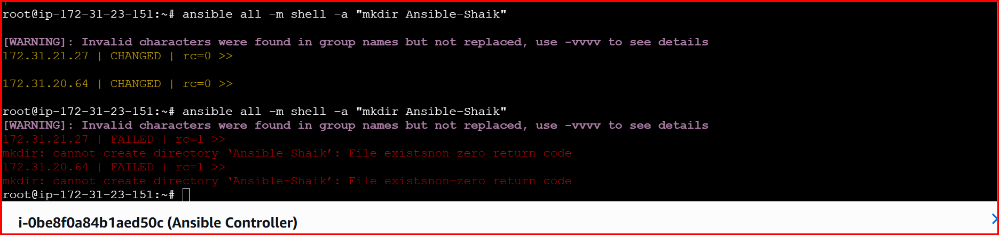 root@ip-172-31-23-151:~# ansible all -m shell -a "mkdir Ansible-Shaik"
[WARNING]: Invalid characters were found in group names but not replaced, use -vvvv to see details
172.31.21.27 | CHANGED | rc=0 >>
172.31.20.64 | CHANGED | rc=0 >>
root@ip-172-31-23-151:~# ansible all -m shell -a "mkdir Ansible-Shaik"
[WARNING]: Invalid characters were found in group names but not replaced, use -vvvv to see details
172.31.21.27 | FAILED | rc=1 >>
mkdir: cannot create directory ‘Ansible-Shaik’: File existsnon-zero return code
172.31.20.64 | FAILED | rc=1 >>
mkdir: cannot create directory ‘Ansible-Shaik’: File existsnon-zero return code
root@ip-172-31-23-151:~#
i-0be8f0a84b1aed50c (Ansible Controller)